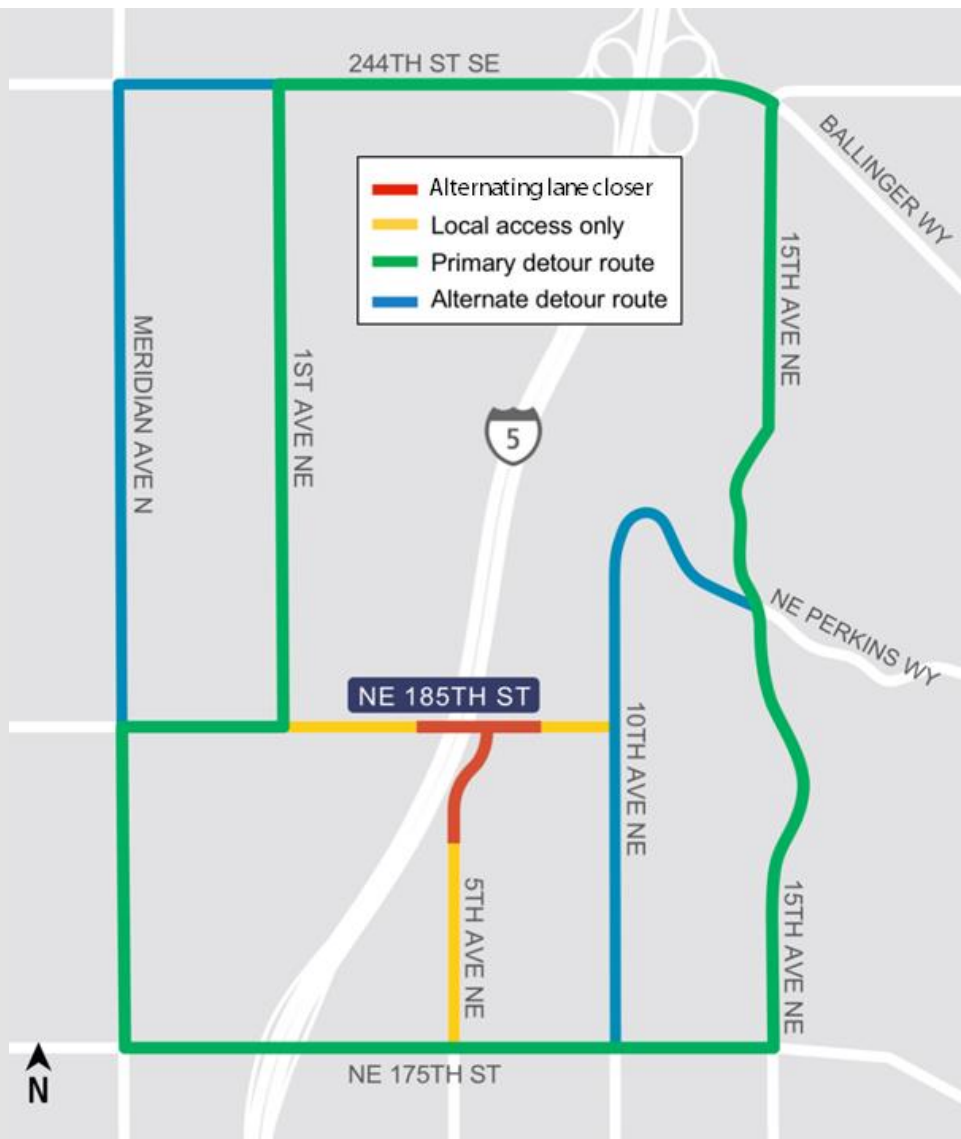 244TH ST SE
BALLINGER WY
Alternating lane closer
Local access only
Primary detour route
Alternate detour route
15TH AVE NE
MERIDIAN AVE N
1ST AVE NE
5
NE PERKINS WY
NE 185TH ST
10TH AVE NE
5TH AVE NE
15TH AVE NE
NE 175TH ST
N